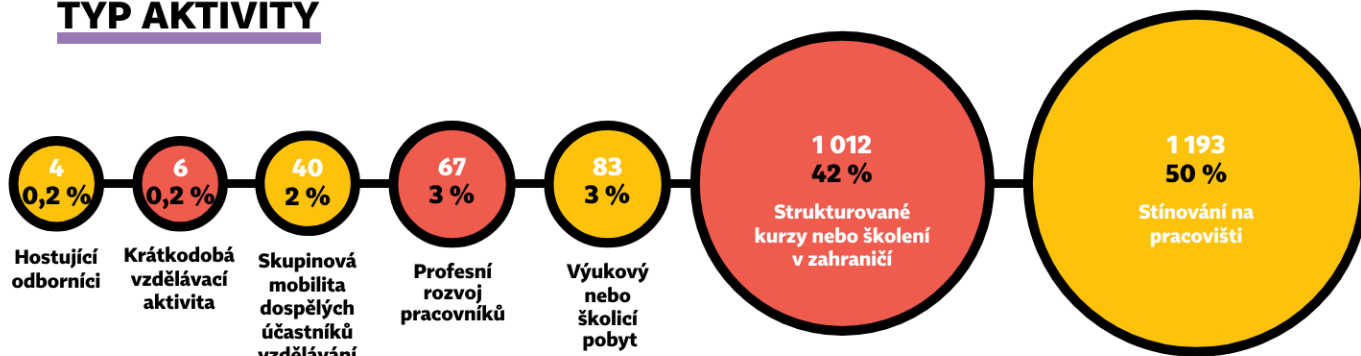 TYP AKTIVITY
4
0,2 %
Hostující
odborníci
6
0,2 %
Krátkodobá
vzdělávací
aktivita
40
2 %
Skupinová
mobilita
dospělých
účastníků
vzdělávání
67
3 %
Profesní
rozvoj
pracovníků
83
3 %
Výukový
nebo
školicí
pobyt
1 012
42 %
Strukturované
kurzy nebo školení
v zahraničí
1 193
50 %
Stínování na
pracovišti